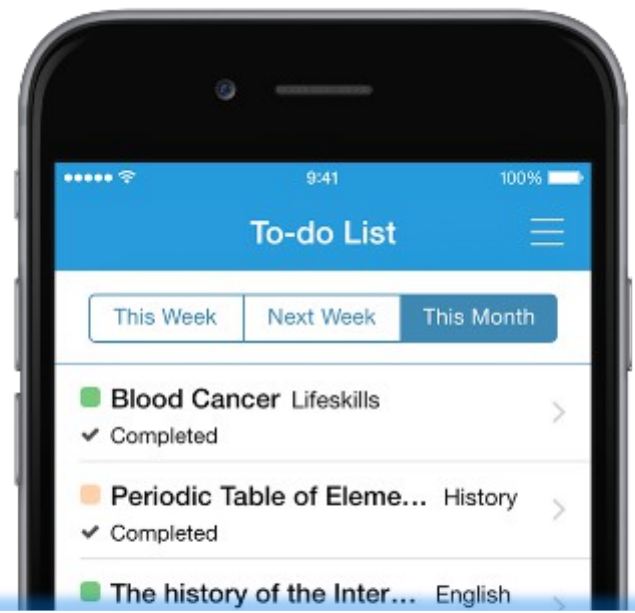 9:41 100%
To-do List
This Week Next Week This Month
Blood Cancer Lifeskills
✓ Completed
Periodic Table of Eleme... History
✓ Completed
The history of the Inter... English